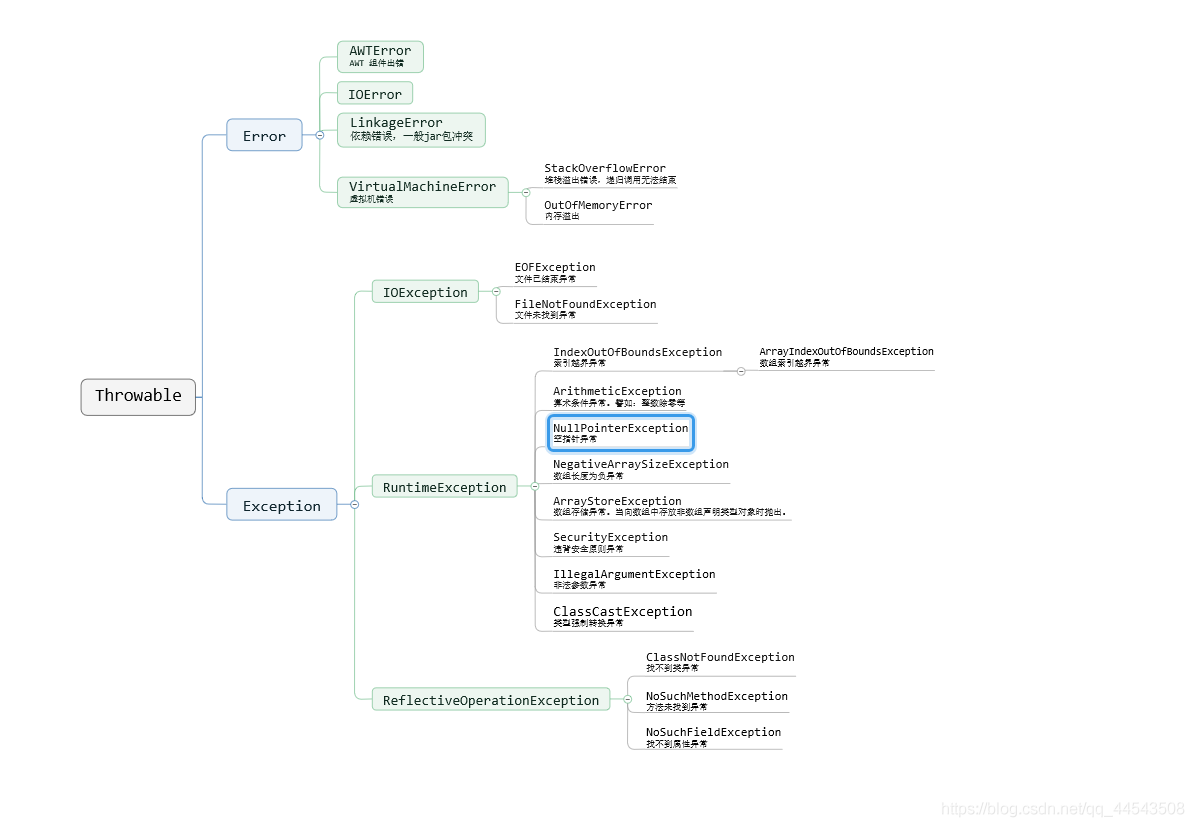 AWTError
AWT 组件出错
IOError
LinkageError
依赖错误，一般jar包冲突
Error
VirtualMachineError
虚拟机错误
StackOverflowError
堆栈溢出错误，递归调用无法结束
OutOfMemoryError
内存溢出
Throwable
IOException
EOFException
文件已结束异常
FileNotFoundException
文件未找到异常
Exception
RuntimeException
IndexOutOfBoundsException
索引越界异常
ArrayIndexOutOfBoundsException
数组索引越界异常
ArithmeticException
算术条件异常。譬如：整数除零等
NullPointerException
空指针异常
NegativeArraySizeException
数组长度为负异常
ArrayStoreException
数组存储异常。当向数组中存放非数组声明类型对象时抛出。
SecurityException
违背安全原则异常
IllegalArgumentException
非法参数异常
ClassCastException
类型强制转换异常
ReflectiveOperationException
ClassNotFoundException
找不到类异常
NoSuchMethodException
方法未找到异常
NoSuchFieldException
找不到属性异常
https://blog.csdn.net/qq_44543508